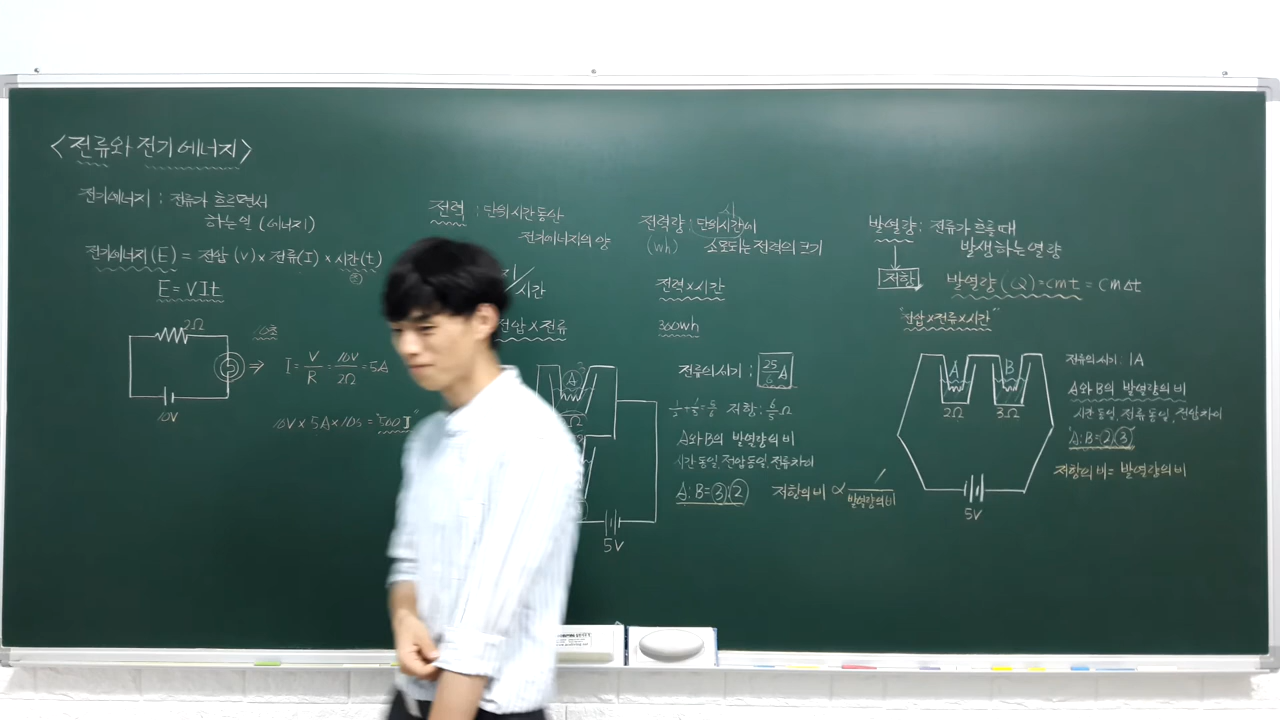 <전류와 전기에너지>
전기에너지 : 전류가 흐르면서
하는 일 (에너지)
전기에너지(E) = 전압(V)×전류(I)×시간(t)
E=VIt
2Ω
10초
10V
I = V/R = 10V/2Ω = 5A
10V×5A×10초="500J"
전력 : 단위시간동안
전기에너지의 양
/시간
전압×전류
A
5V
전력량 : 단위시간에
(Wh) 소모되는 전력의 크기
전력×시간
300Wh
전류의 세기 : 25/6 A
저항: 6/5Ω
A와 B의 발열량의 비
시간동일, 전압동일, 전류차이
A:B=③:②
저항의 비 ∝ 1/발열량의 비
발열량 : 전류가 흐를 때
발생하는 열량
저항
발열량(Q)=cmt = cm∆t
"전압×전류×시간"
A B
2Ω 3Ω
5V
전류의 세기 : 1A
A와 B의 발열량의 비
시간동일, 전류동일, 전압차이
A:B=②:③
저항의 비 = 발열량의 비